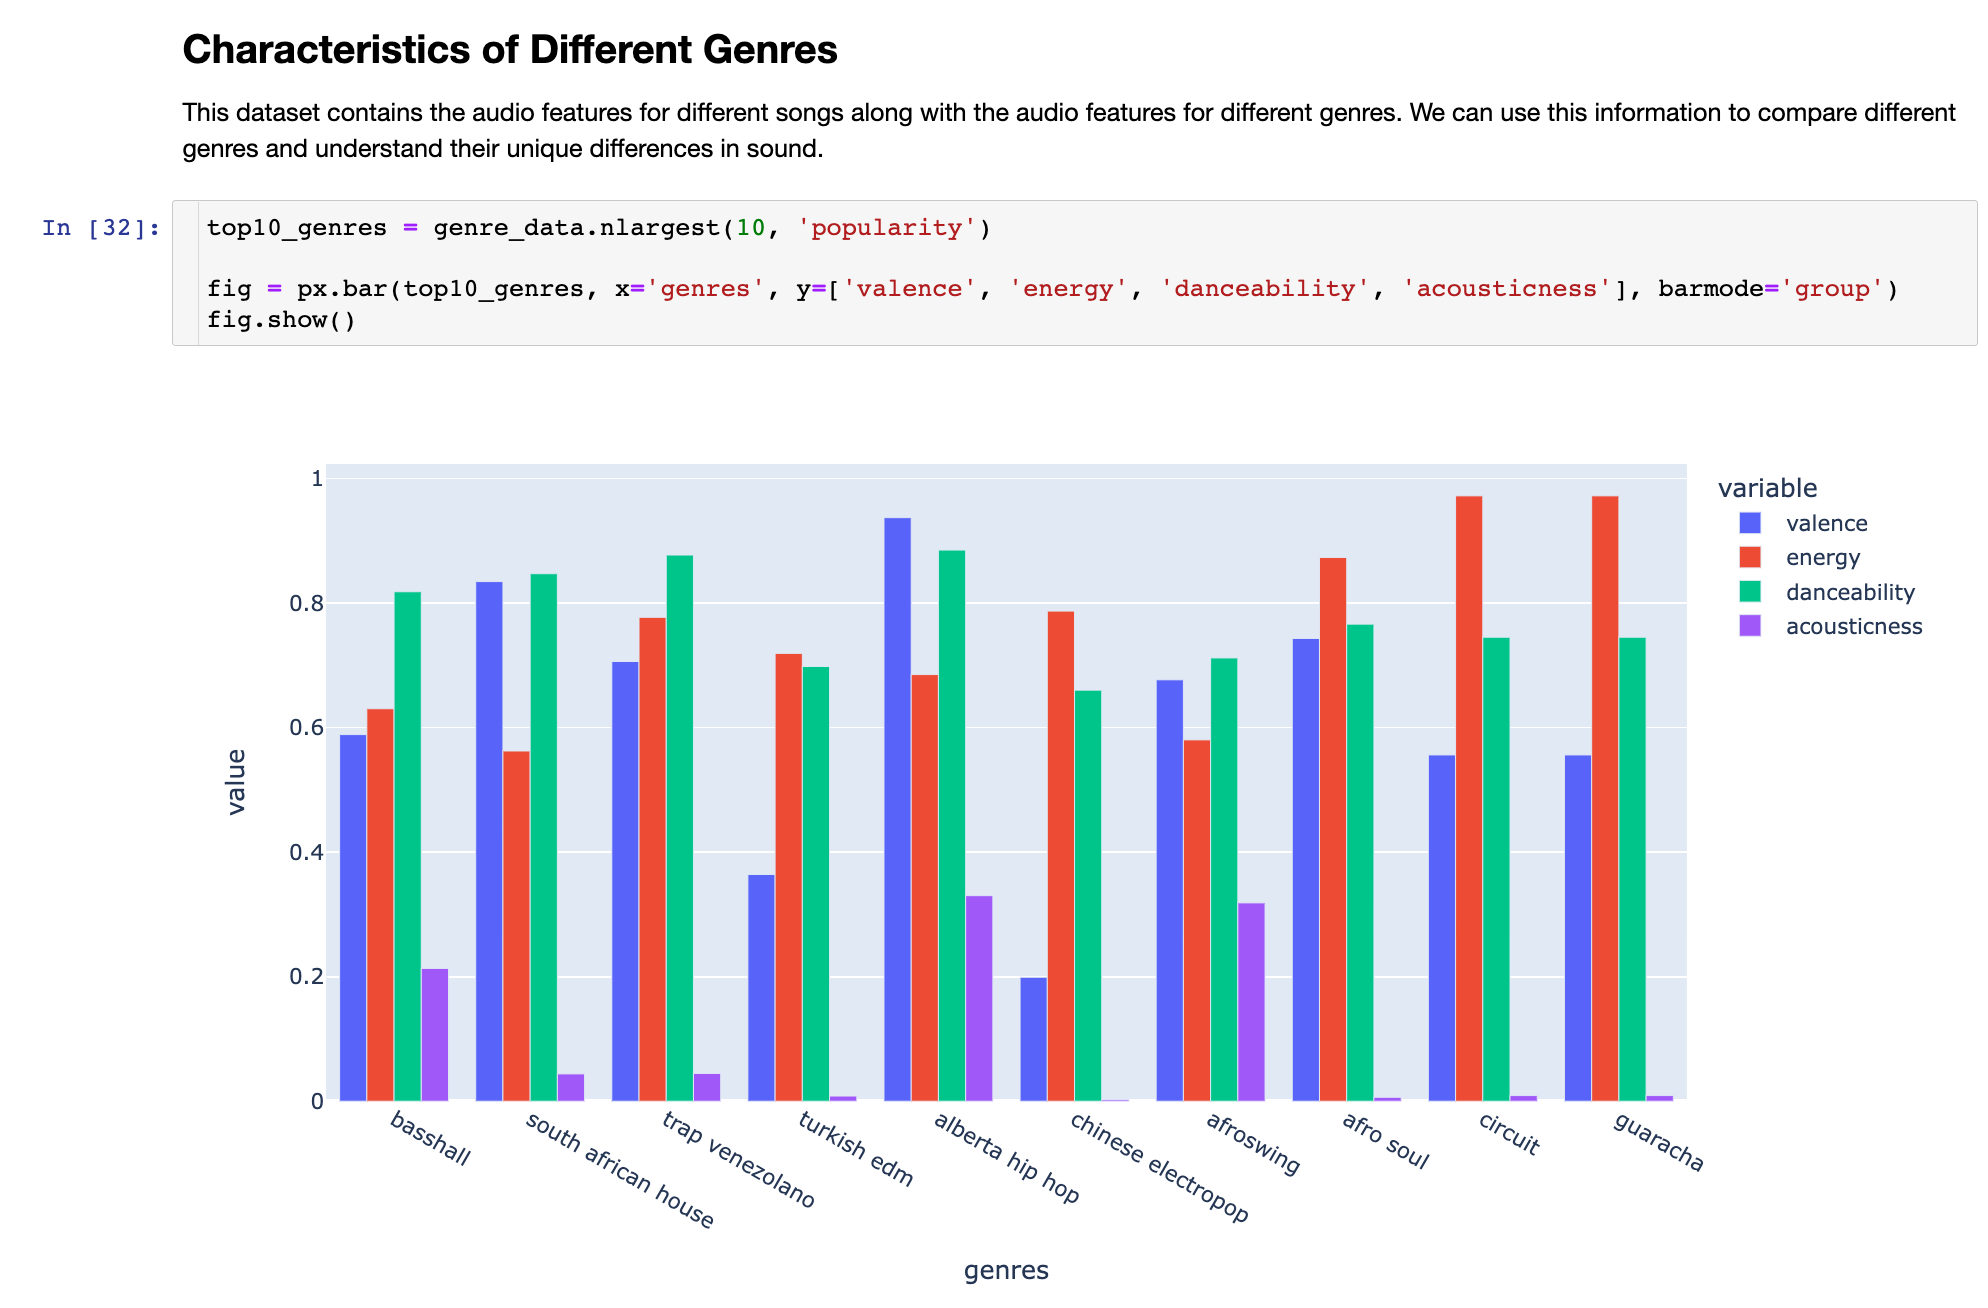 Characteristics of Different Genres
This dataset contains the audio features for different songs along with the audio features for different genres. We can use this information to compare different
genres and understand their unique differences in sound.
In [32]:
top10_genres = genre_data.nlargest(10, 'popularity')
fig = px.bar(top10_genres, x='genres', y=['valence', 'energy', 'danceability', 'acousticness'], barmode='group')
fig.show()
1
0.8
0.6
0.4
0.2
0
value
basshall
south african house
trap venezolano
turkish edm
alberta hip hop
chinese electropop
afroswing
afro soul
circuit
guaracha
genres
variable
valence
energy
danceability
acousticness